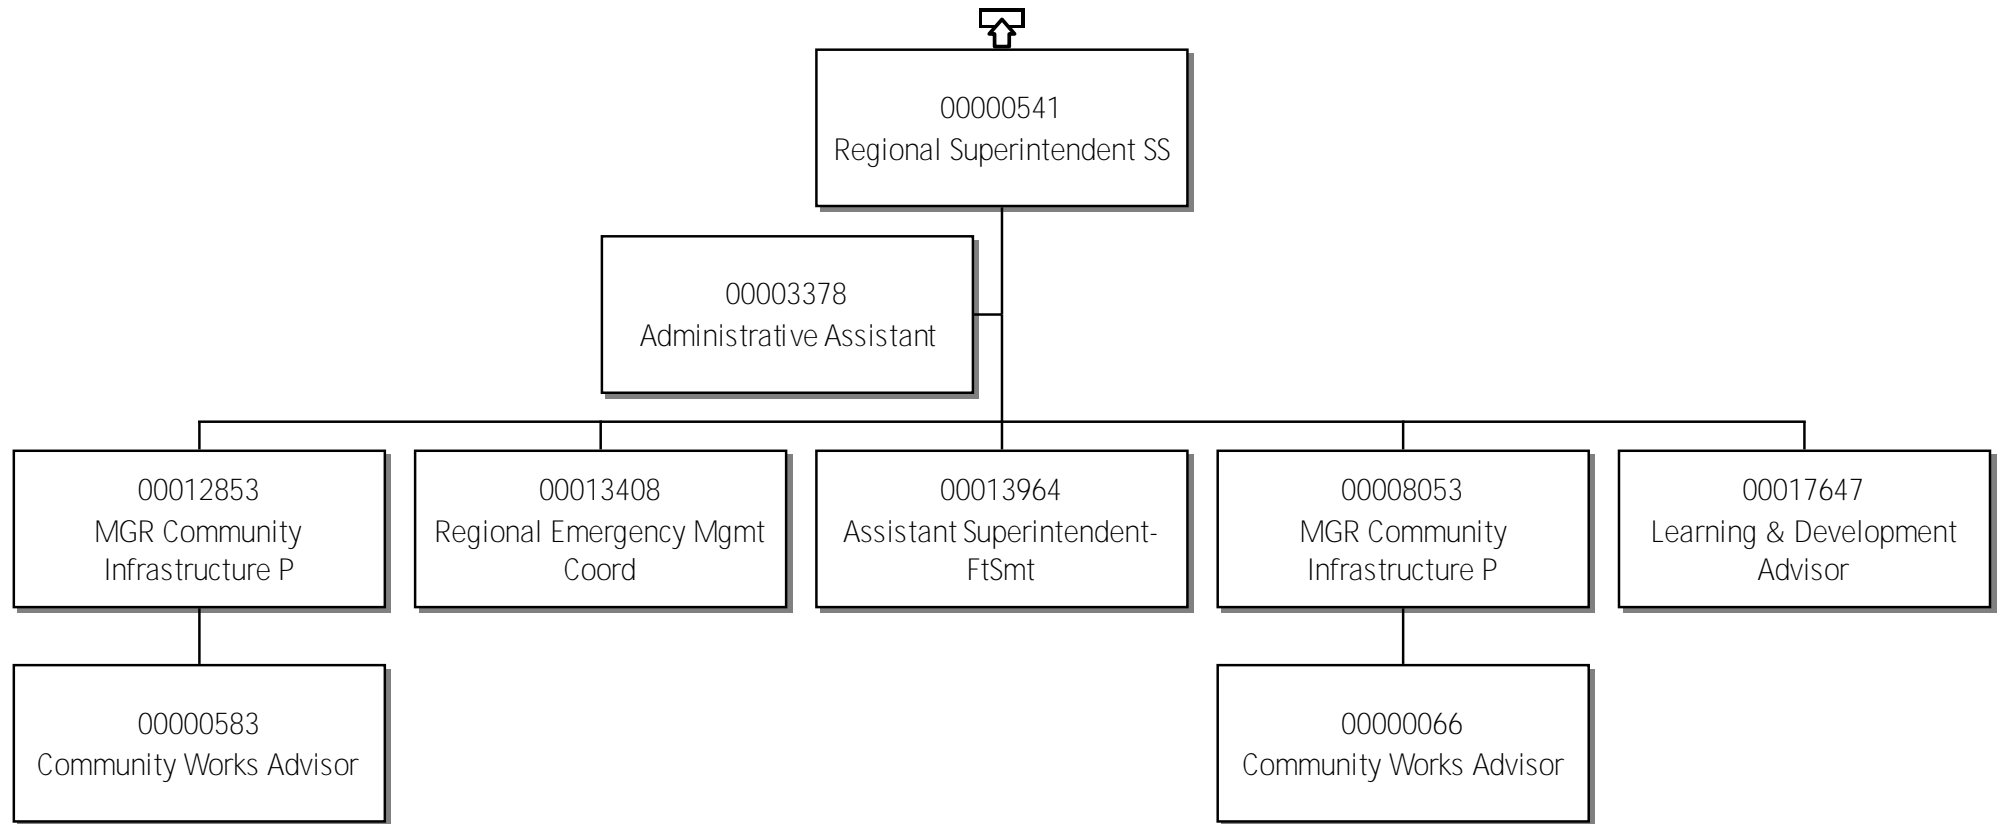 00000541
Regional Superintendent SS
00003378
Administrative Assistant
00012853
MGR Community
Infrastructure P
00013408
Regional Emergency Mgmt
Coord
00013964
Assistant Superintendent-
FtSmt
00008053
MGR Community
Infrastructure P
00017647
Learning & Development
Advisor
00000583
Community Works Advisor
00000066
Community Works Advisor